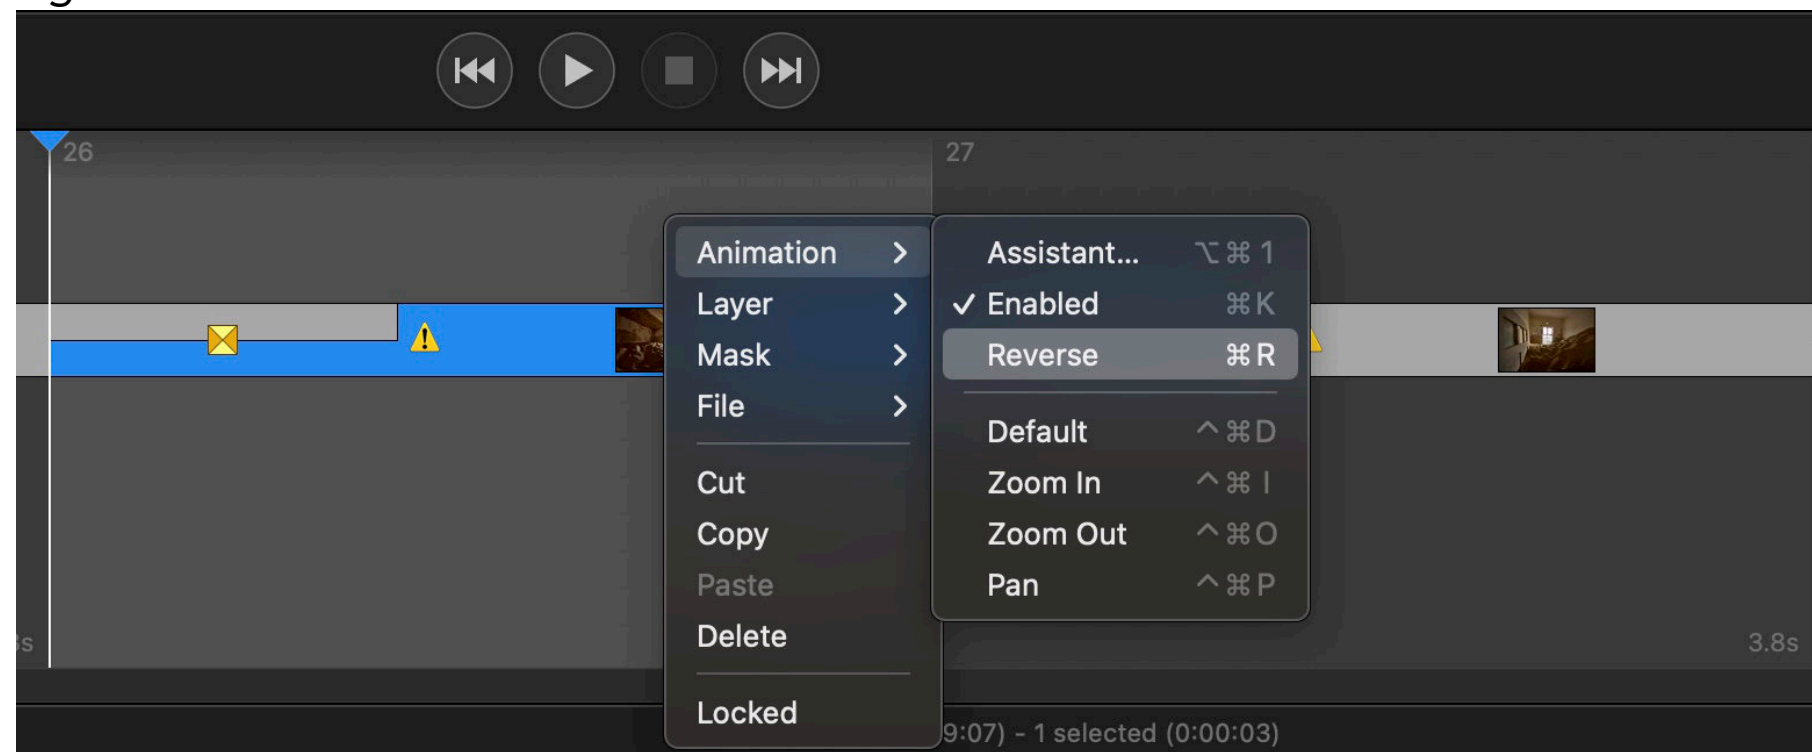 26
27
Animation
Layer
Mask
File
Cut
Copy
Paste
Delete
Locked
Assistant... ⌥⌘1
✓ Enabled ⌘K
Reverse ⌘R
Default ^⌘D
Zoom In ^⌘I
Zoom Out ^⌘O
Pan ^⌘P
s
3.8s
9:07) - 1 selected (0:00:03)